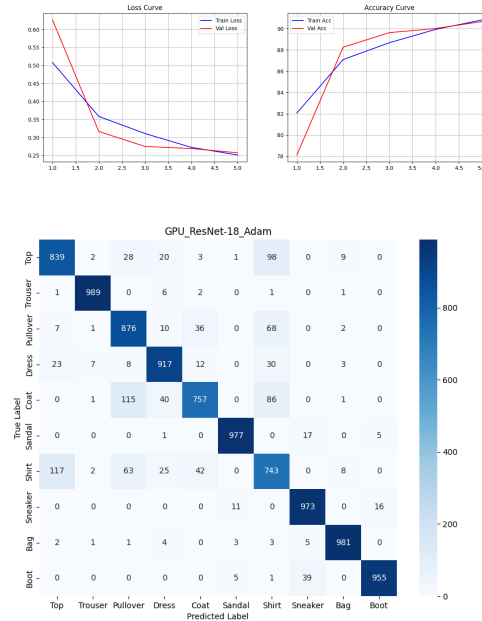 Loss Curve
Train Loss
Val Loss
0.60
0.55
0.50
0.45
0.40
0.35
0.30
0.25
1.0 1.5 2.0 2.5 3.0 3.5 4.0 4.5 5.0
Accuracy Curve
Train Acc
Val Acc
90
88
86
84
82
80
78
1.0 1.5 2.0 2.5 3.0 3.5 4.0 4.5 5.
GPU_ResNet-18_Adam
True Label
Top 839 2 28 20 3 1 98 0 9 0
Trouser 1 989 0 6 2 0 1 0 1 0
Pullover 7 1 876 10 36 0 68 0 2 0
Dress 23 7 8 917 12 0 30 0 3 0
Coat 0 1 115 40 757 0 86 0 1 0
Sandal 0 0 0 1 0 977 0 17 0 5
Shirt 117 2 63 25 42 0 743 0 8 0
Sneaker 0 0 0 0 0 11 0 973 0 16
Bag 2 1 1 4 0 3 3 5 981 0
Boot 0 0 0 0 0 5 1 39 0 955
Top Trouser Pullover Dress Coat Sandal Shirt Sneaker Bag Boot
Predicted Label
800
600
400
200
0